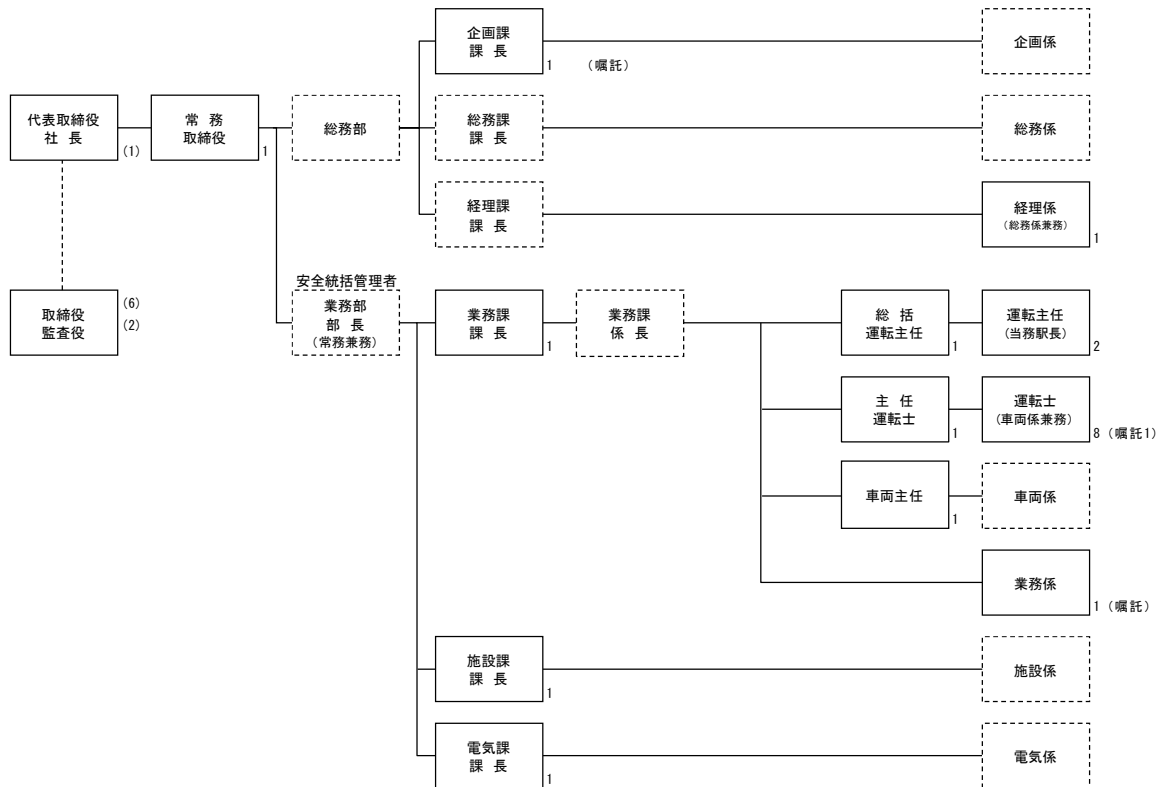 企画課
課 長
1 （嘱託）
企画係
代表取締役
社 長
(1)
常 務
取締役
1
総務部
総務課
課 長
総務係
経理課
課 長
経理係
(総務係兼務)
1
取締役
監査役
(6)
(2)
安全統括管理者
業務部
部 長
(常務兼務)
業務課
課 長
1
業務課
係 長
総 括
運転主任
1
運転主任
(当務駅長)
2
主 任
運転士
1
運転士
(車両係兼務)
8（嘱託1）
車両主任
1
車両係
業務係
1（嘱託）
施設課
課 長
1
施設係
電気課
課 長
1
電気係